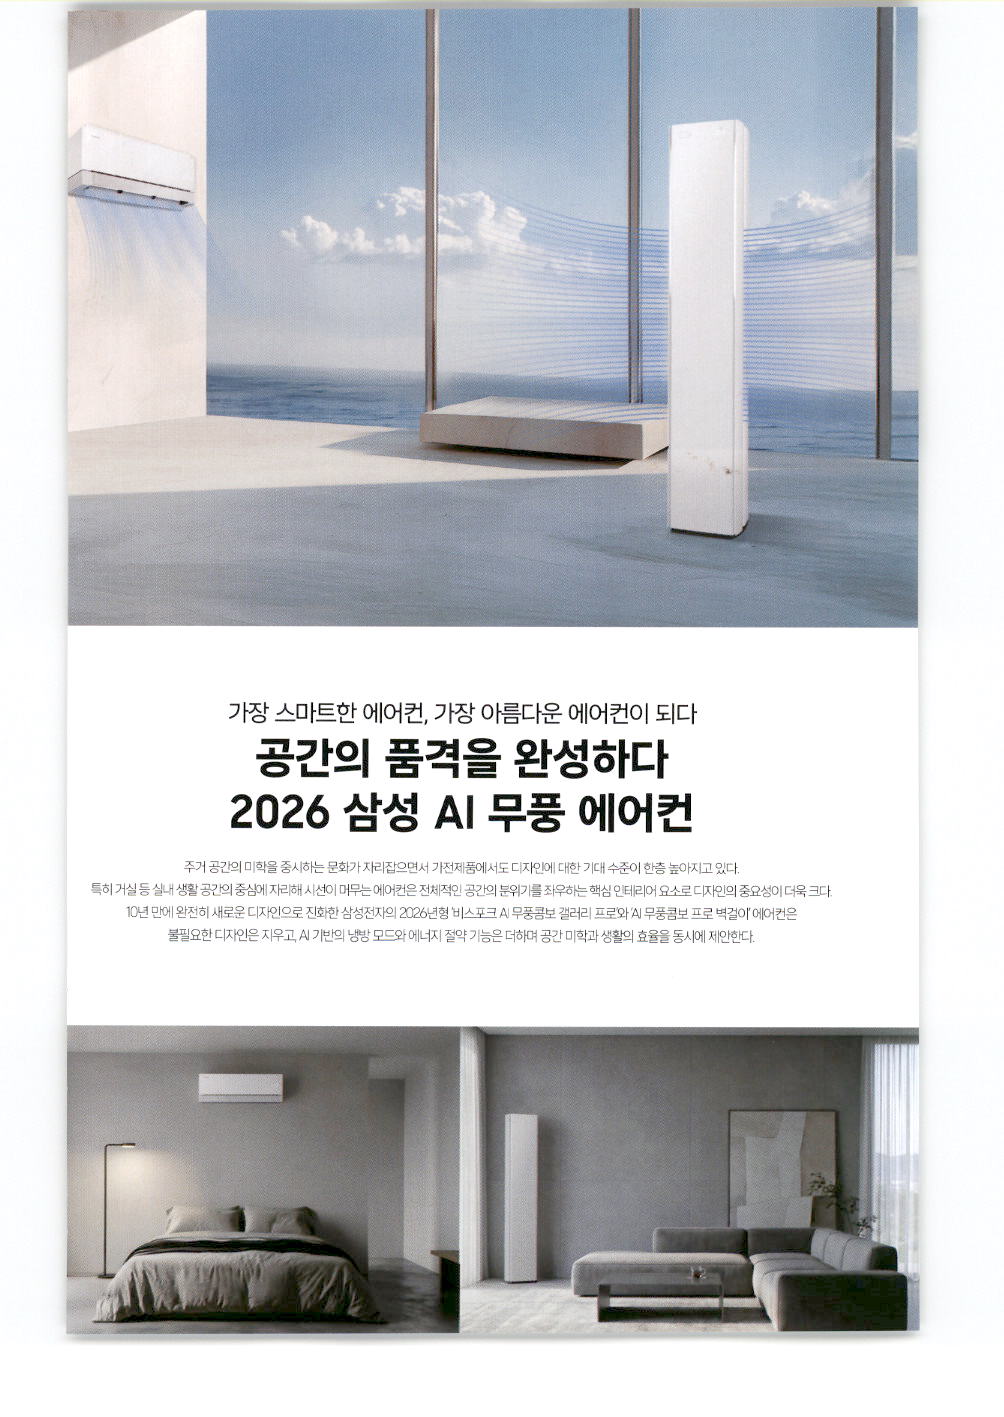 가장 스마트한 에어컨, 가장 아름다운 에어컨이 되다
공간의 품격을 완성하다
2026 삼성 AI 무풍 에어컨
주거 공간의 미학을 중시하는 문화가 자리잡으면서 가전제품에서도 디자인에 대한 기대 수준이 한층 높아지고 있다.
특히 거실 등 실내 생활 공간의 중심에 자리해 시선이 머무는 에어컨은 전체적인 공간의 분위기를 좌우하는 핵심 인테리어 요소로 디자인의 중요성이 더욱 크다.
10년 만에 완전히 새로운 디자인으로 진화한 삼성전자의 2026년형 '비스포크 AI 무풍콤보 갤러리 프로'와 'AI 무풍콤보 프로 벽걸이' 에어컨은
불필요한 디자인은 지우고, AI 기반의 냉방 모드와 에너지 절약 기능은 더하며 공간 미학과 생활의 효율을 동시에 제안한다.